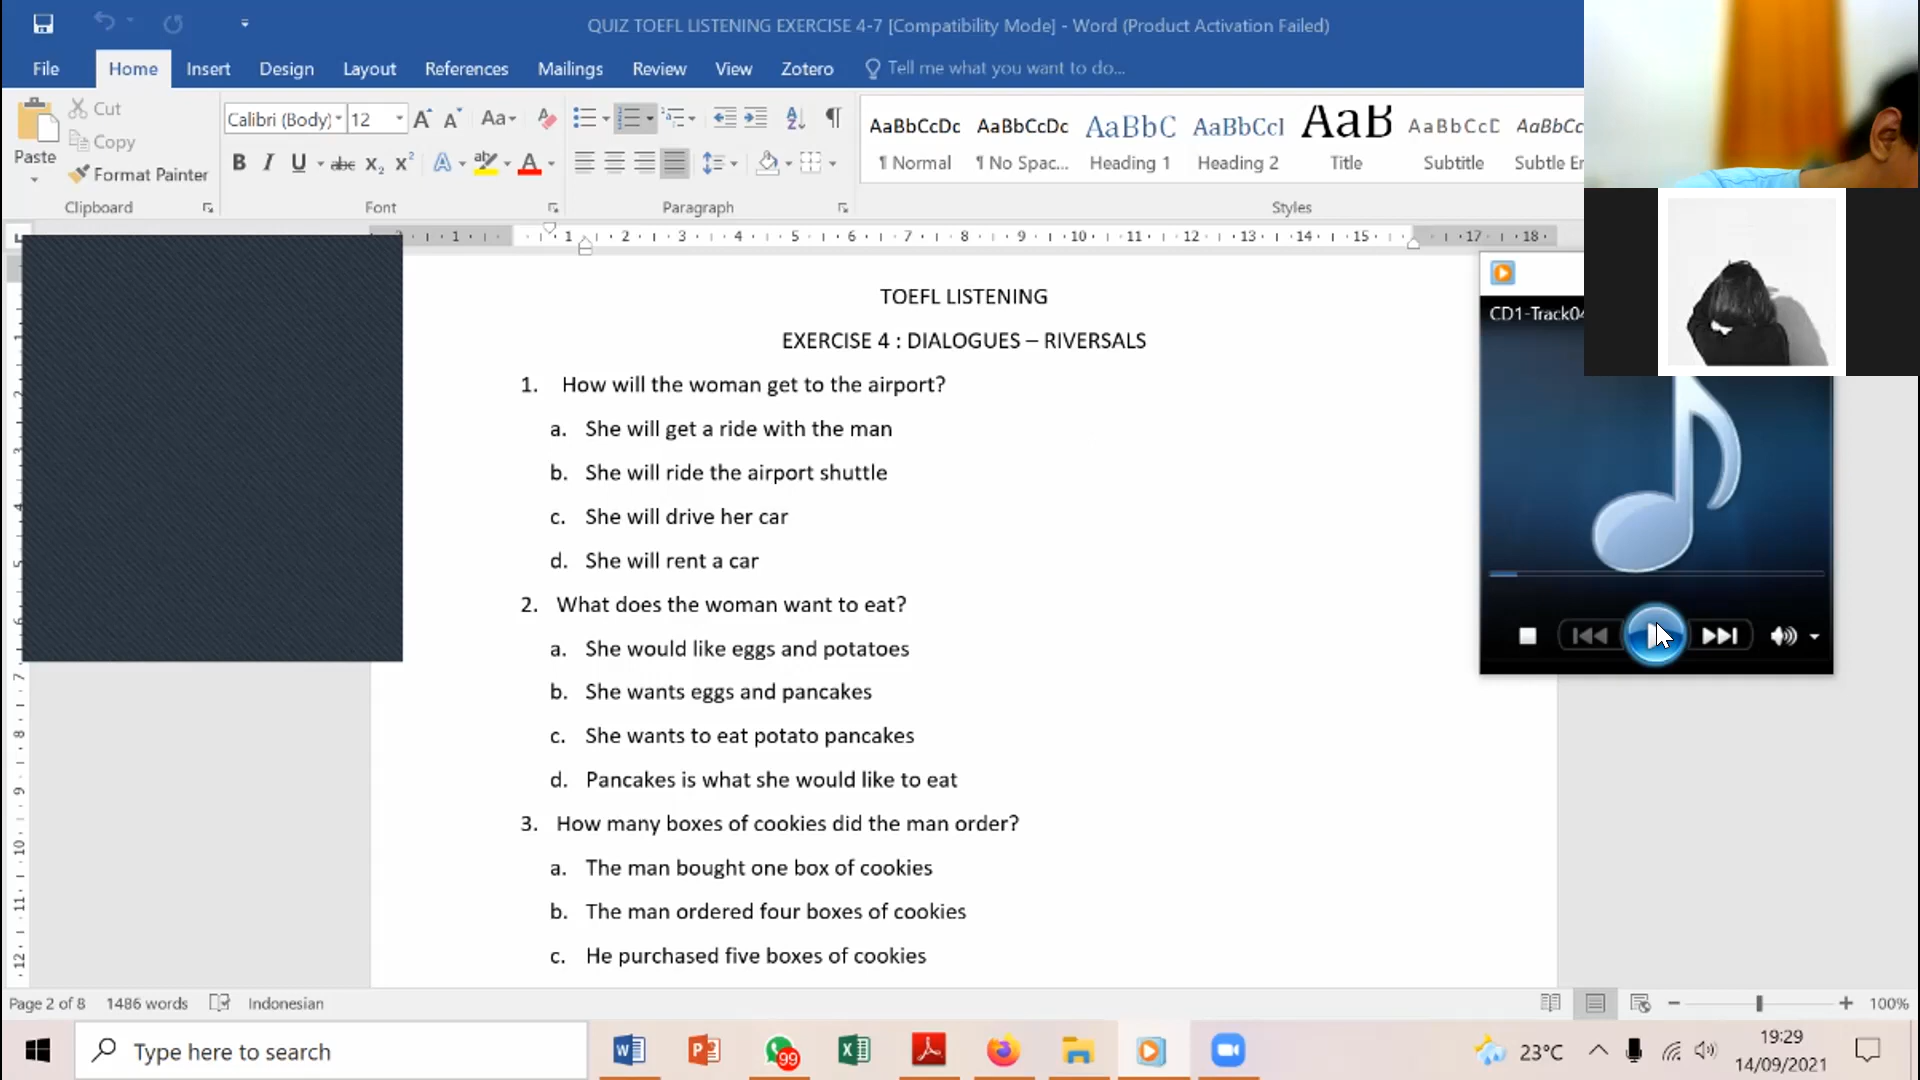 QUIZ TOEFL LISTENING EXERCISE 4-7 [Compatibility Mode] - Word (Product Activation Failed)
File Home Insert Design Layout References Mailings Review View Zotero Tell me what you want to do...
Cut
Copy
Paste
Format Painter
Calibri (Body) 12
AaBbCcDc AaBbCcDc AaBbC AaBbCcI AaB AaBbCcD AaBbCc
¶ Normal ¶ No Spac... Heading 1 Heading 2 Title Subtitle Subtle Er
Clipboard Font Paragraph Styles
TOEFL LISTENING
EXERCISE 4 : DIALOGUES – RIVERSALS
1. How will the woman get to the airport?
a. She will get a ride with the man
b. She will ride the airport shuttle
c. She will drive her car
d. She will rent a car
2. What does the woman want to eat?
a. She would like eggs and potatoes
b. She wants eggs and pancakes
c. She wants to eat potato pancakes
d. Pancakes is what she would like to eat
3. How many boxes of cookies did the man order?
a. The man bought one box of cookies
b. The man ordered four boxes of cookies
c. He purchased five boxes of cookies
CD1-Track04
Page 2 of 8 1486 words Indonesian 100%
Type here to search
99
23°C
19:29
14/09/2021